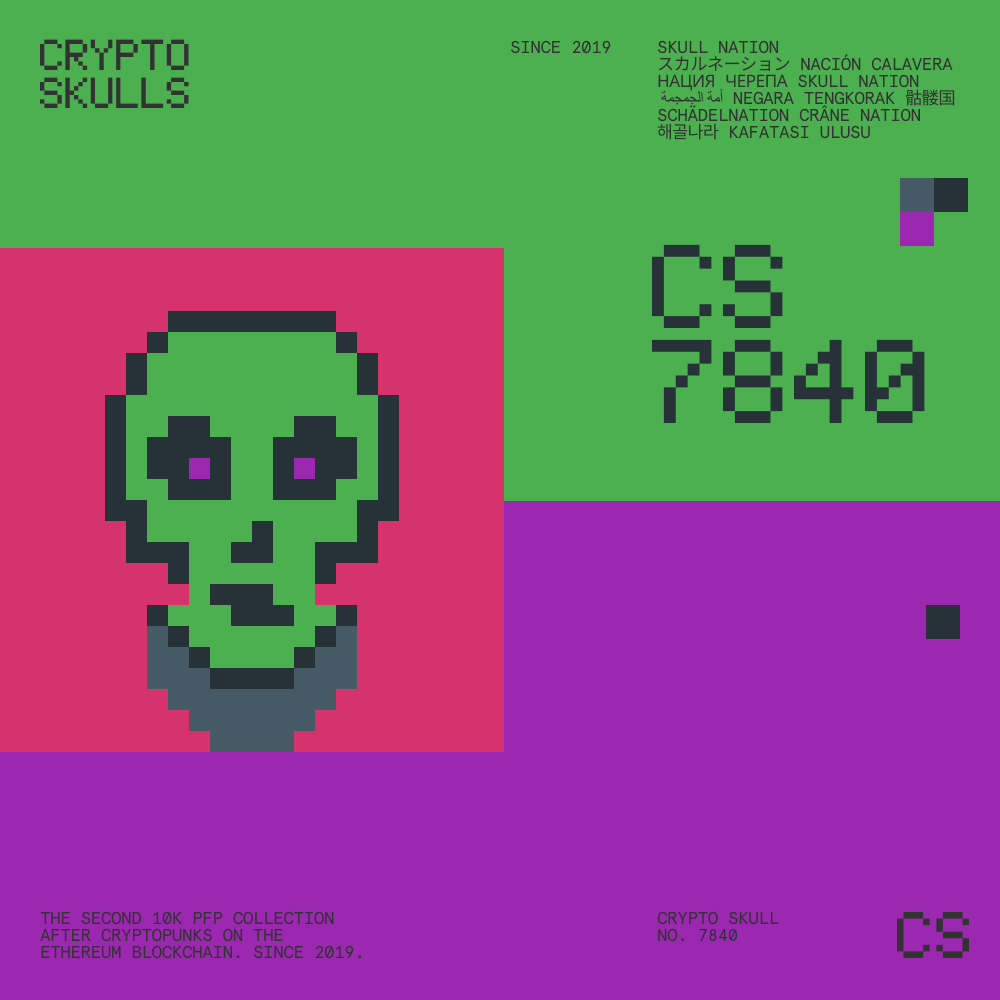 CRYPTO
SKULLS
SINCE 2019
SKULL NATION
スカルネーション NACIÓN CALAVERA
НАЦИЯ ЧЕРЕПА SKULL NATION
أمة الجمجمة NEGARA TENGKORAK 骷髅国
SCHÄDELNATION CRÂNE NATION
해골나라 KAFATASI ULUSU
CS
7840
THE SECOND 10K PFP COLLECTION
AFTER CRYPTOPUNKS ON THE
ETHEREUM BLOCKCHAIN. SINCE 2019.
CRYPTO SKULL
NO. 7840
CS